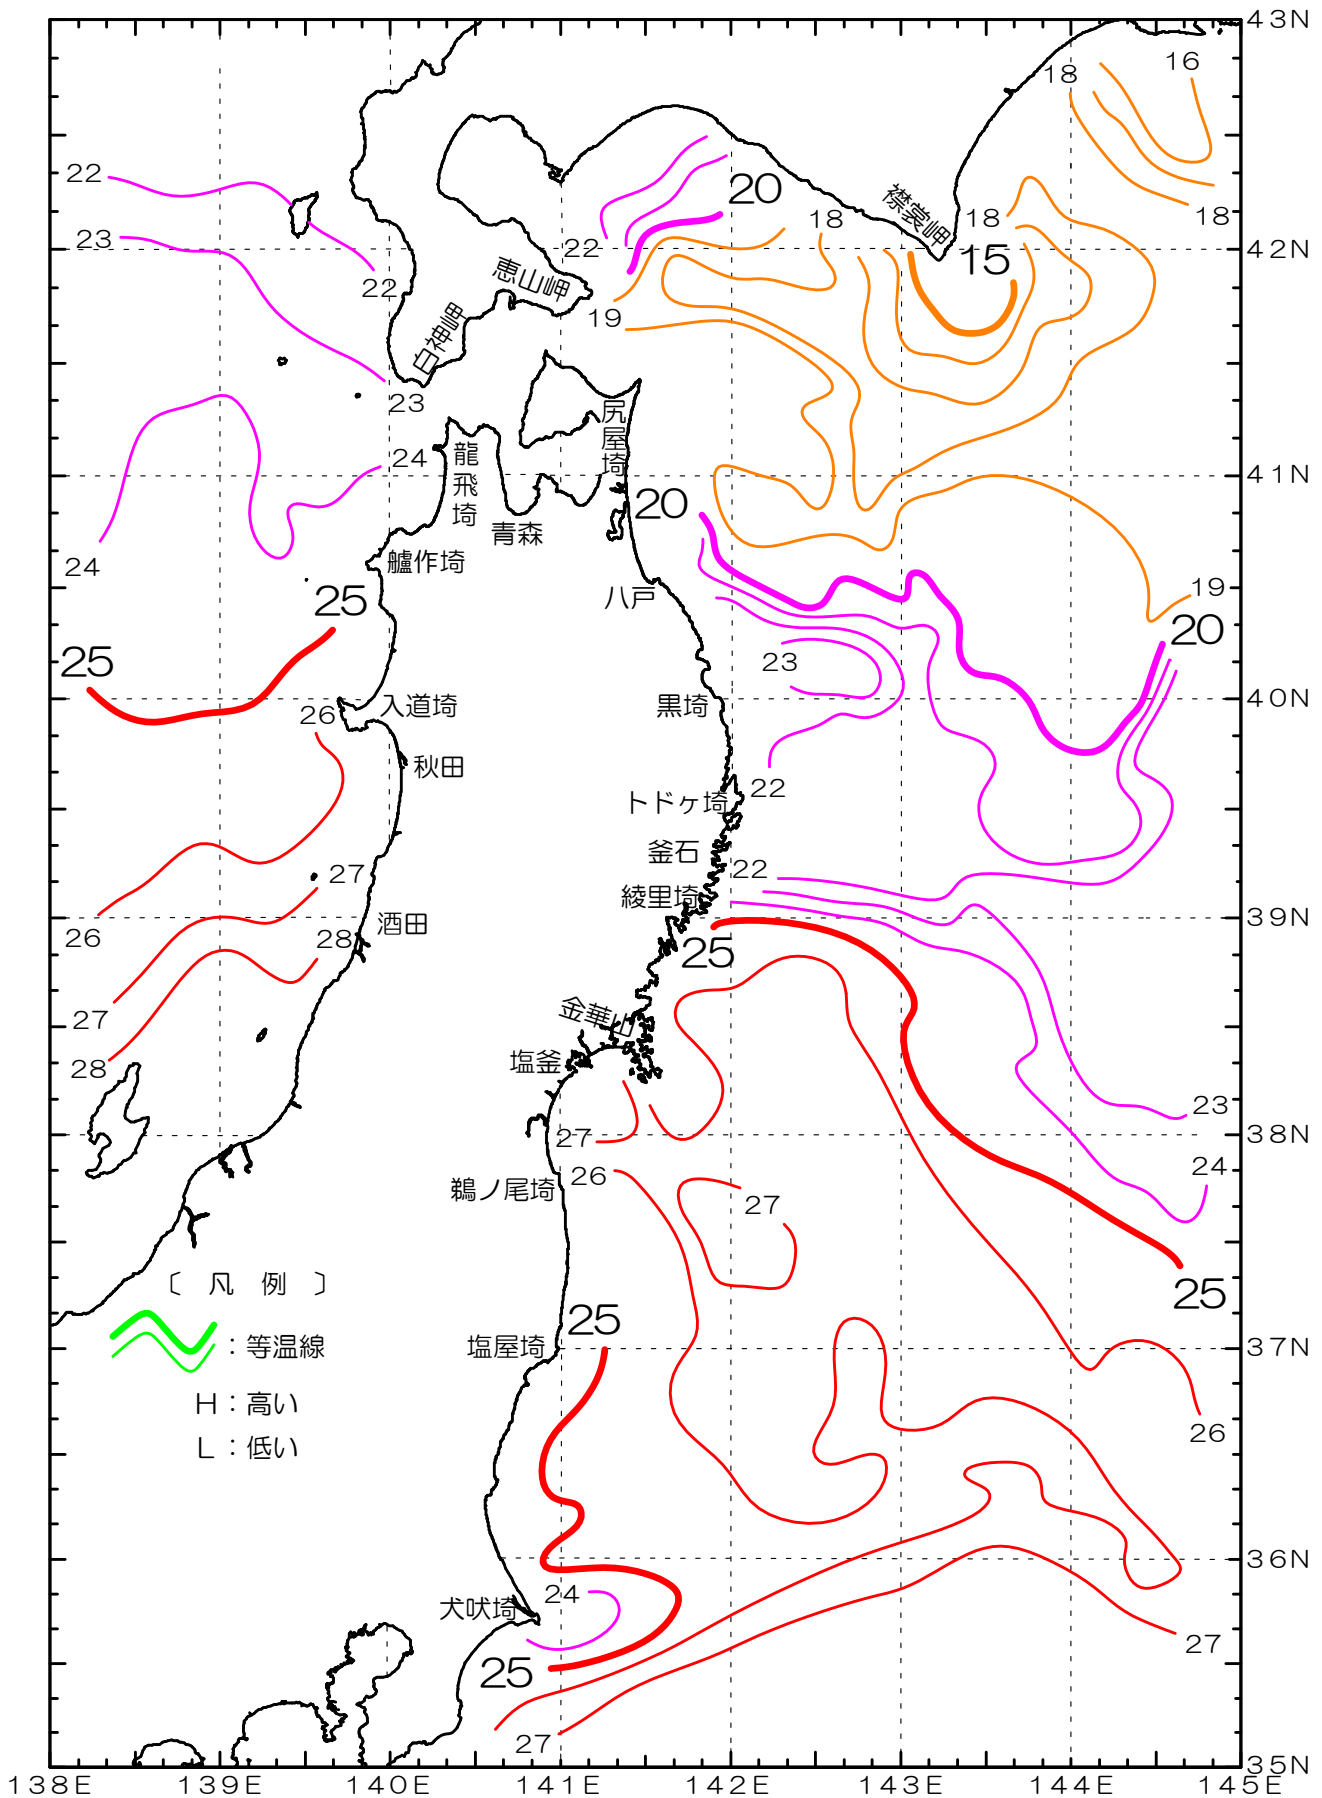 43N
18
16
22
20
襟裳岬
18
18
18
23
22
42N
15
恵山岬
22
19
白神岬
23
尻屋埼
24
龍飛埼
41N
20
青森
24
艫作埼
25
八戸
19
20
25
23
26
入道埼
黒埼
40N
秋田
22
トドヶ埼
釜石
27
22
綾里埼
26
28
酒田
39N
25
金華山
27
塩釜
28
23
27
38N
26
24
鵜ノ尾埼
27
〔 凡 例 〕
25
25
:等温線
塩屋埼
37N
H:高い
26
L:低い
36N
24
犬吠埼
25
27
27
35N
138E 139E 140E 141E 142E 143E 144E 145E